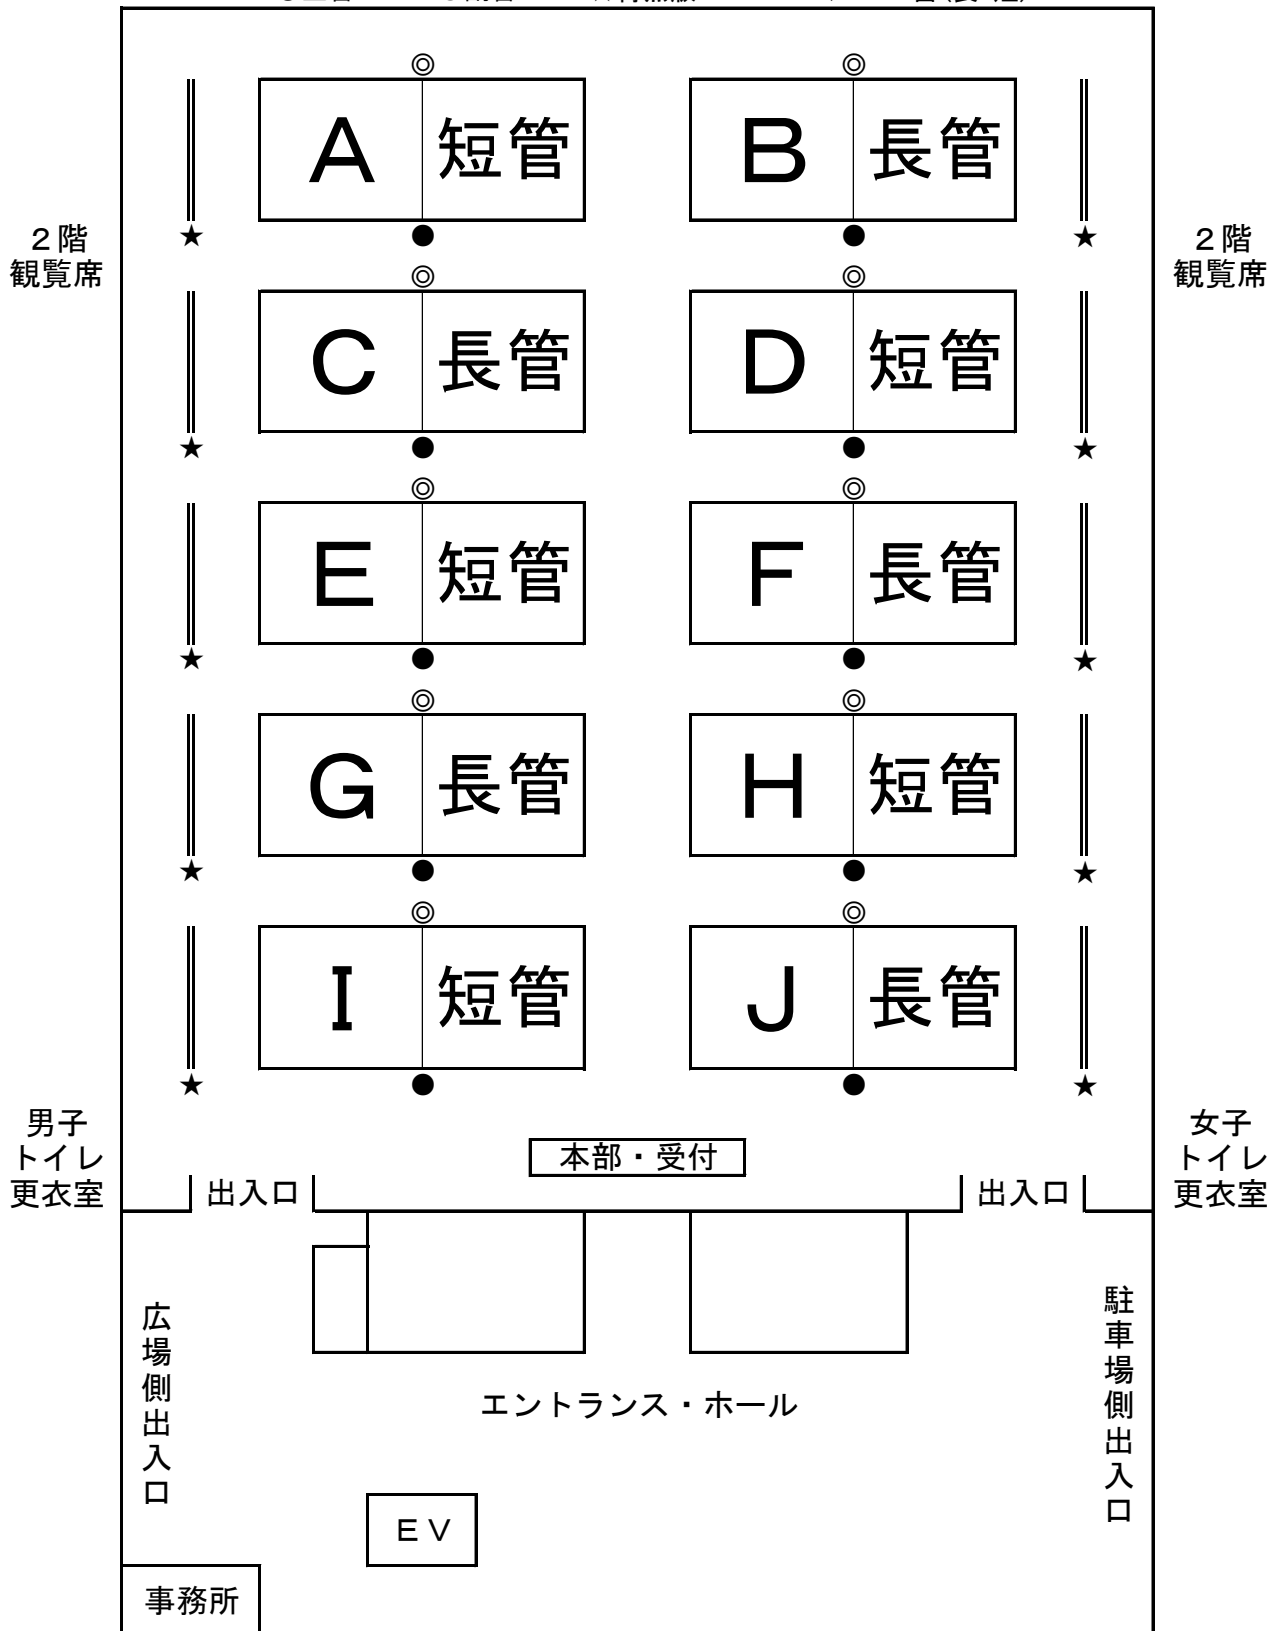 ◎ ◎
A 短管 B 長管
★ ● ● ★
2階
観覧席
2階
観覧席
◎ ◎
C 長管 D 短管
★ ● ● ★
◎ ◎
E 短管 F 長管
★ ● ● ★
◎ ◎
G 長管 H 短管
★ ● ● ★
◎ ◎
I 短管 J 長管
★ ● ● ★
男子
トイレ
更衣室
本部・受付
女子
トイレ
更衣室
出入口
出入口
広場側出入口
駐車場側出入口
エントランス・ホール
EV
事務所